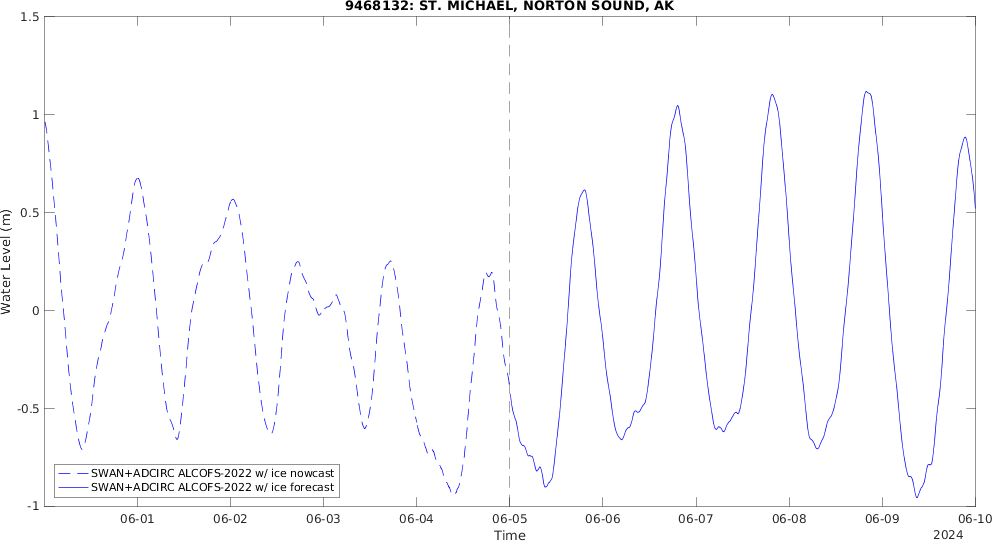 9468132: ST. MICHAEL, NORTON SOUND, AK
1.5
1
0.5
0
-0.5
-1
Water Level (m)
SWAN+ADCIRC ALCOFS-2022 w/ ice nowcast
SWAN+ADCIRC ALCOFS-2022 w/ ice forecast
06-01 06-02 06-03 06-04 06-05 06-06 06-07 06-08 06-09 06-10
Time
2024